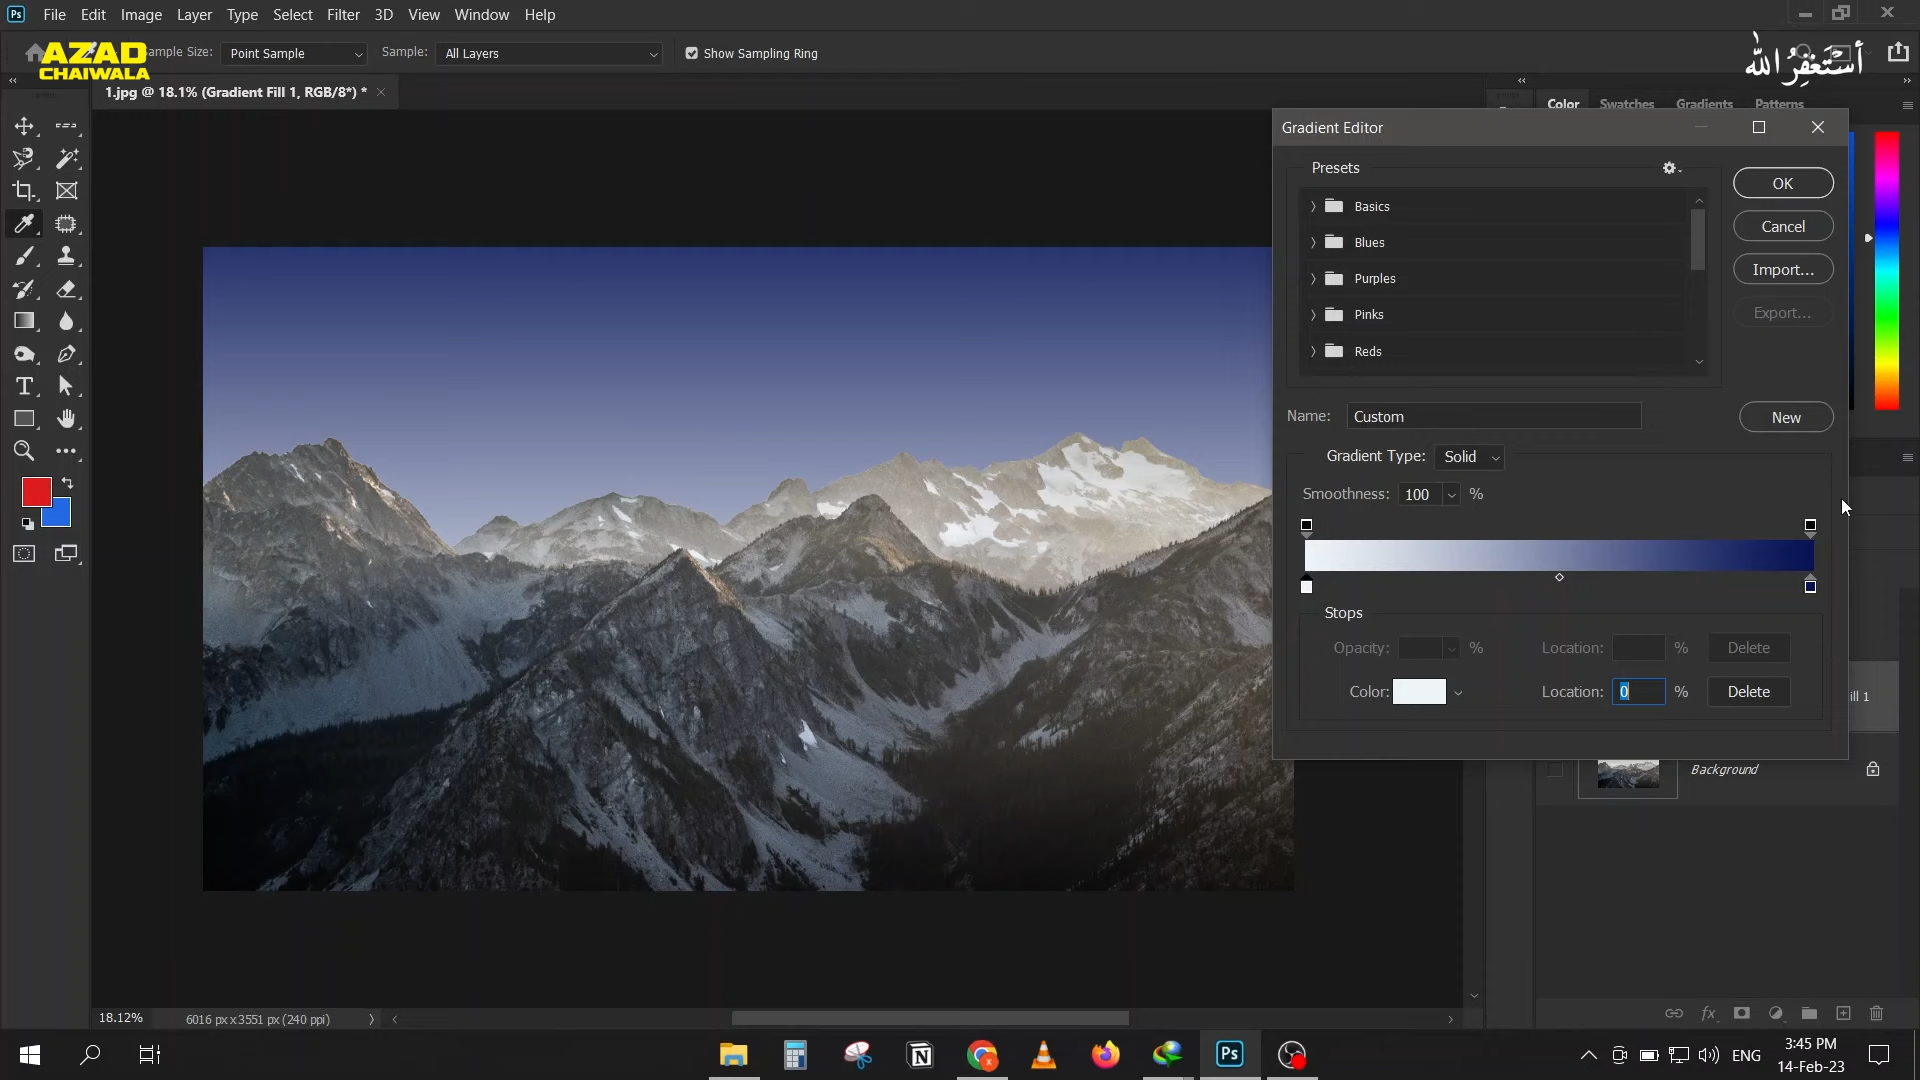 File Edit Image Layer Type Select Filter 3D View Window Help
AZAD
CHAIWALA
Sample Size: Point Sample Sample: All Layers Show Sampling Ring
أستغفر الله
1.jpg @ 18.1% (Gradient Fill 1, RGB/8*) *
Color Swatches Gradients Patterns
Gradient Editor
Presets
Basics
Blues
Purples
Pinks
Reds
OK
Cancel
Import...
Export...
Name: Custom
New
Gradient Type: Solid
Smoothness: 100 %
Stops
Opacity: % Location: % Delete
Color: Location: 0 % Delete
ill 1
Background
18.12% 6016 px x 3551 px (240 ppi)
ENG
3:45 PM
14-Feb-23